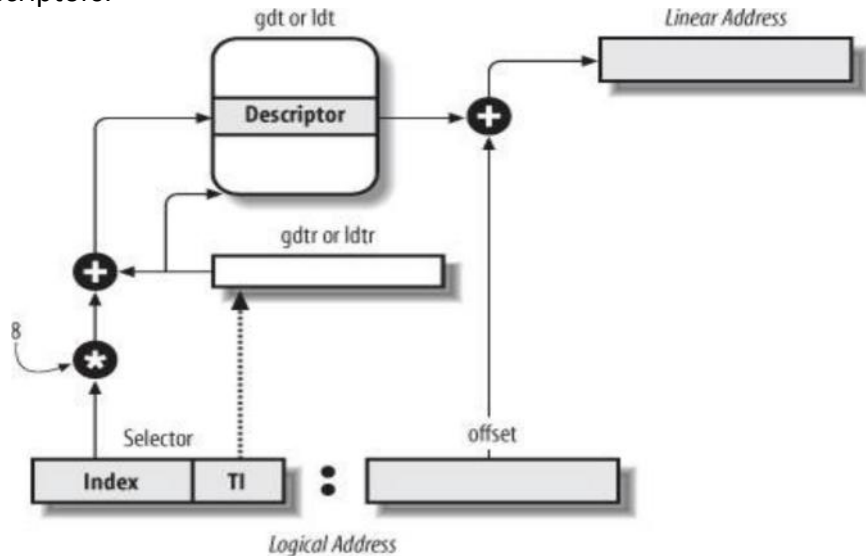 gdt or ldt
Linear Address
Descriptor
gdtr or ldtr
8
Selector
offset
Index
TI
:
Logical Address